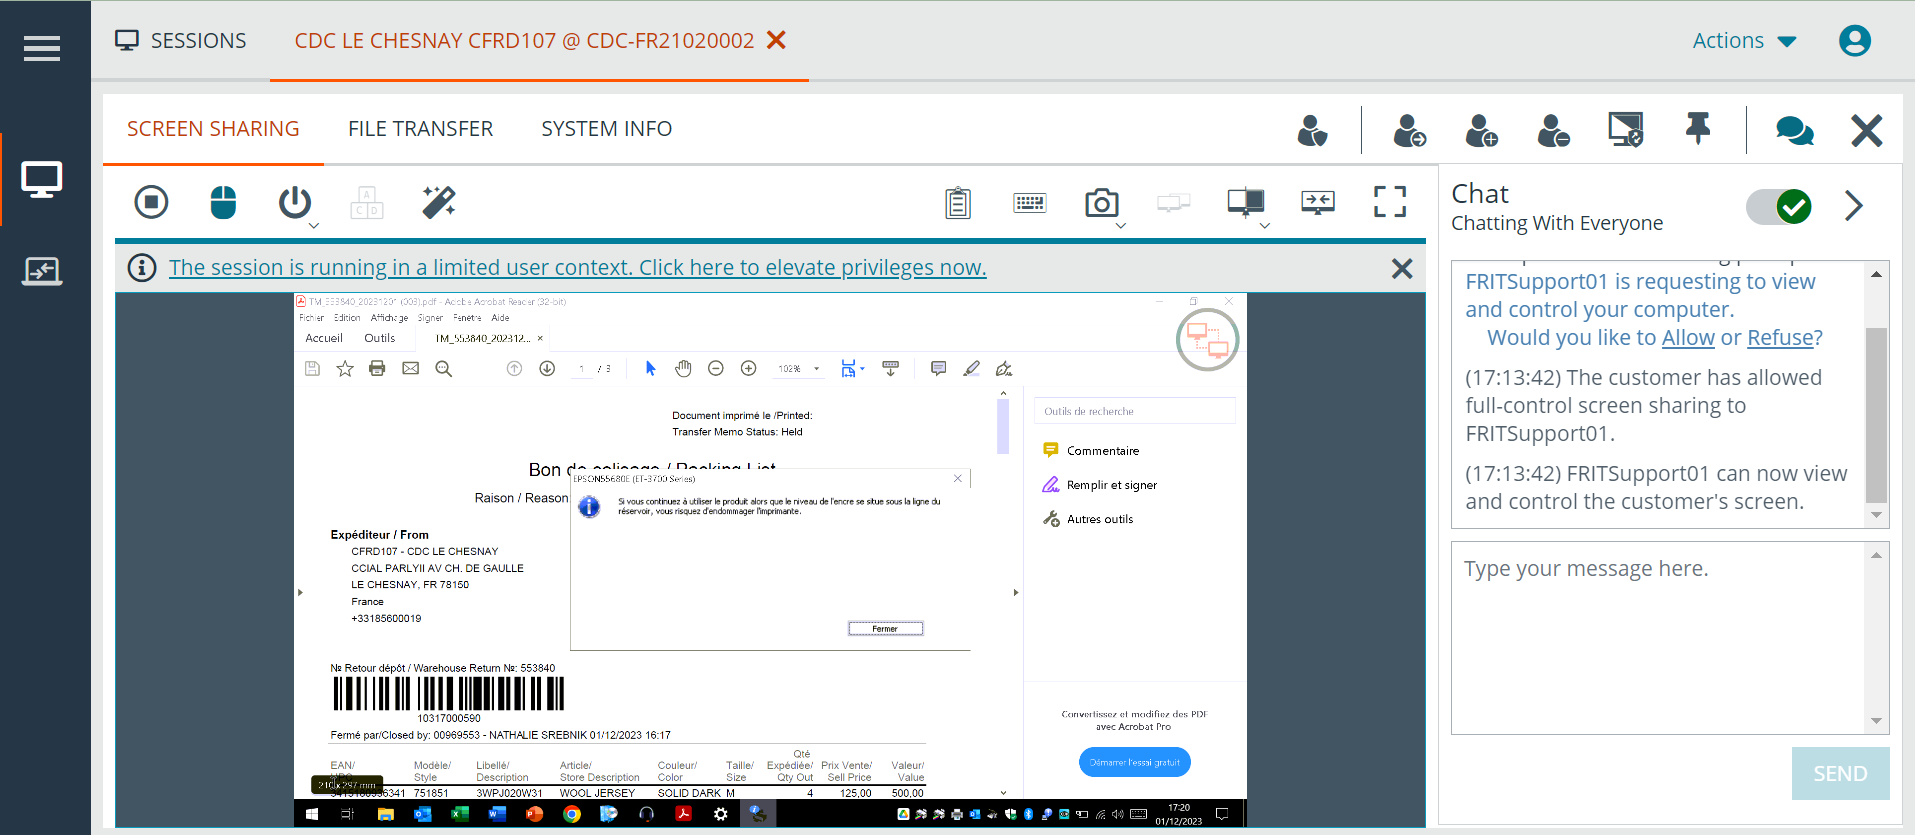 SESSIONS
CDC LE CHESNAY CFRD107 @ CDC-FR21020002
Actions
SCREEN SHARING
FILE TRANSFER
SYSTEM INFO
The session is running in a limited user context. Click here to elevate privileges now.
TM_553840_20231201 (003).pdf - Adobe Acrobat Reader (32-bit)
Fichier Edition Affichage Signer Fenetre Aide
Accueil Outils TM_553840_202312... ×
1 / 3 102%
Document imprimé le /Printed:
Transfer Memo Status: Held
Bon de colisage / Packing List
Raison / Reason
EPSON55680E (ET-3700 Series)
Si vous continuez à utiliser le produit alors que le niveau de l'encre se situe sous la ligne du
réservoir, vous risquez d'endommager l'imprimante.
Fermer
Expéditeur / From
CFRD107 - CDC LE CHESNAY
CCIAL PARLYII AV CH. DE GAULLE
LE CHESNAY, FR 78150
France
+33185600019
№ Retour dépôt / Warehouse Return №: 553840
10317000590
Fermé par/Closed by: 00969553 - NATHALIE SREBNIK 01/12/2023 16:17
EAN/ Modèle/ Libellé/ Article/ Couleur/ Taille/ Qté Expédiée/ Prix Vente/ Valeur/
Style Description Store Description Color Size Qty Out Sell Price Value
751851 3WPJ020W31 WOOL JERSEY SOLID DARK M 4 125,00 500,00
210 x 297 mm
Outils de recherche
Commentaire
Remplir et signer
Autres outils
Convertissez et modifiez des PDF
avec Acrobat Pro
Démarrer l'essai gratuit
17:20
01/12/2023
Chat
Chatting With Everyone
FRITSupport01 is requesting to view
and control your computer.
Would you like to Allow or Refuse?
(17:13:42) The customer has allowed
full-control screen sharing to
FRITSupport01.
(17:13:42) FRITSupport01 can now view
and control the customer's screen.
Type your message here.
SEND